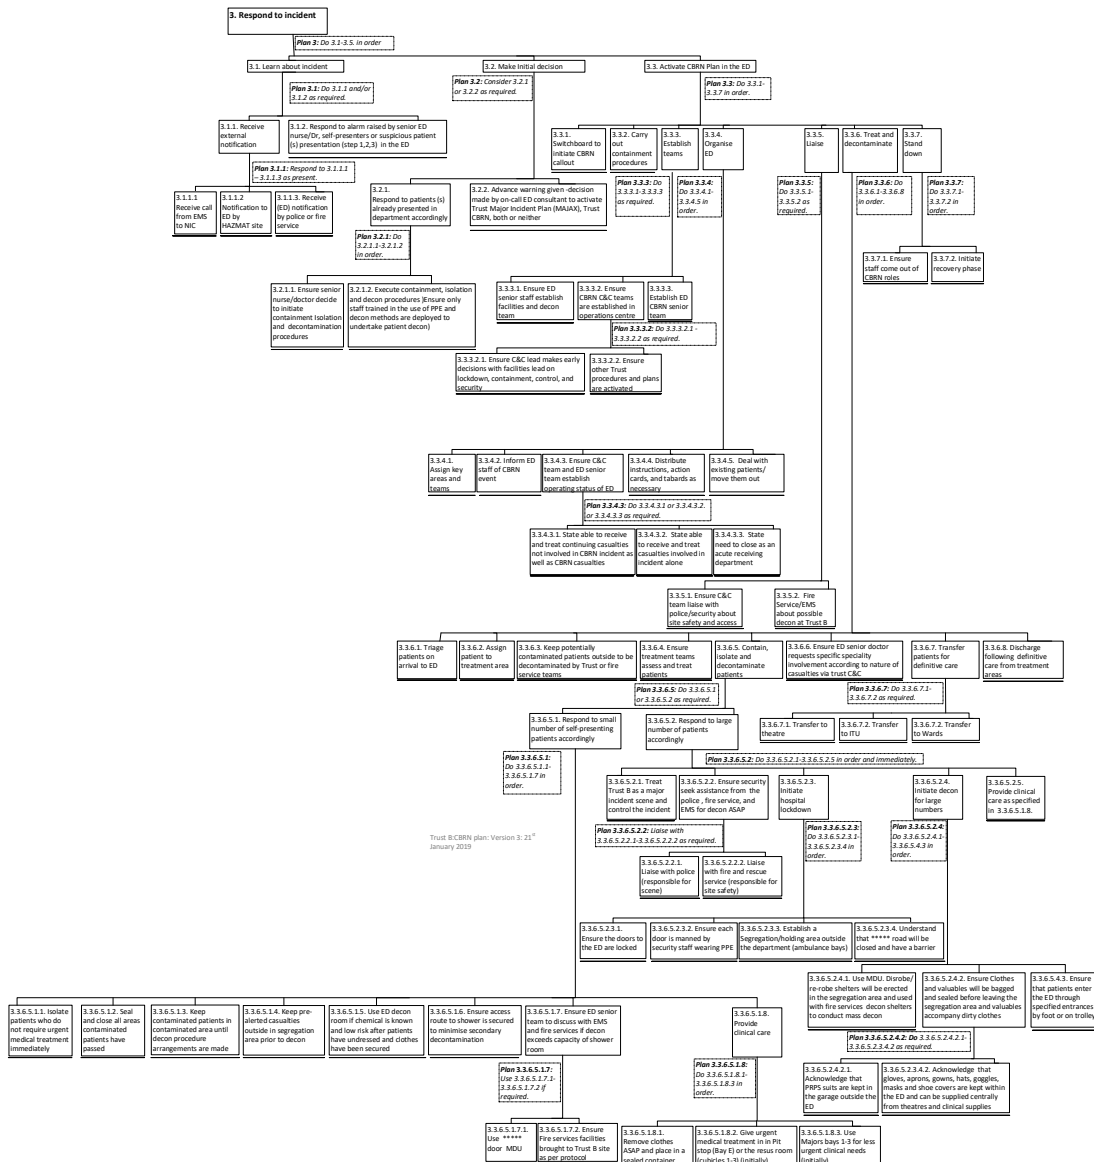 3. Respond to incident
Plan 3: Do 3.1-3.5. in order
3.1. Learn about incident
3.2. Make Initial decision
3.3. Activate CBRN Plan in the ED
Plan 3.1: Do 3.1.1 and/or
3.1.2 as required.
Plan 3.2: Consider 3.2.1
or 3.2.2 as required.
Plan 3.3: Do 3.3.1-
3.3.7 in order.
3.1.1. Receive
external
notification
3.1.2. Respond to alarm raised by senior ED
nurse/Dr, self-presenters or suspicious patient
(s) presentation (step 1,2,3) in the ED
3.3.1.
Switchboard to
initiate CBRN
callout
3.3.2. Carry
out
containment
procedures
3.3.3.
Establish
teams
3.3.4.
Organise
ED
3.3.5.
Liaise
3.3.6. Treat and
decontaminate
3.3.7.
Stand
down
Plan 3.1.1: Respond to 3.1.1.1
– 3.1.1.3 as present.
3.1.1.1
Receive call
from EMS
to NIC
3.1.1.2
Notification to
ED by
HAZMAT site
3.1.1.3. Receive
(ED) notification
by police or fire
service
3.2.1.
Respond to patients (s)
already presented in
department accordingly
3.2.2. Advance warning given -decision
made by on-call ED consultant to activate
Trust Major Incident Plan (MAJAX), Trust
CBRN, both or neither
Plan 3.3.3: Do
3.3.3.1-3.3.3.3
as required.
Plan 3.3.4:
Do 3.3.4.1-
3.3.4.5 in
order.
Plan 3.3.5:
Do 3.3.5.1-
3.3.5.2 as
required.
Plan 3.3.6: Do
3.3.6.1-3.3.6.8
in order.
Plan 3.3.7:
Do 3.3.7.1-
3.3.7.2 in
order.
Plan 3.2.1: Do
3.2.1.1-3.2.1.2
in order.
3.3.7.1. Ensure
staff come out of
CBRN roles
3.3.7.2. Initiate
recovery phase
3.2.1.1. Ensure senior
nurse/doctor decide to
initiate
containment Isolation
and decontamination
procedures
3.2.1.2. Execute containment, isolation
and decon procedures )Ensure only
staff trained in the use of PPE and
decon methods are deployed to
undertake patient decon)
3.3.3.1. Ensure ED
senior staff establish
facilities and decon
team
3.3.3.2. Ensure
CBRN C&C teams
are established in
operations centre
3.3.3.3.
Establish ED
CBRN senior
team
Plan 3.3.3.2: Do 3.3.3.2.1 -
3.3.3.2.2 as required.
3.3.3.2.1. Ensure C&C lead makes early
decisions with facilities lead on
lockdown, containment, control, and
security
3.3.3.2.2. Ensure
other Trust
procedures and plans
are activated
3.3.4.1.
Assign key
areas and
teams
3.3.4.2. Inform ED
staff of CBRN
event
3.3.4.3. Ensure C&C
team and ED senior
team establish
operating status of ED
3.3.4.4. Distribute
instructions, action
cards, and tabards as
necessary
3.3.4.5. Deal with
existing patients/
move them out
Plan 3.3.4.3: Do 3.3.4.3.1 or 3.3.4.3.2.
or 3.3.4.3.3 as required.
3.3.4.3.1. State able to receive
and treat continuing casualties
not involved in CBRN incident as
well as CBRN casualties
3.3.4.3.2. State able
to receive and treat
casualties involved in
incident alone
3.3.4.3.3. State
need to close as an
acute receiving
department
3.3.5.1. Ensure C&C
team liaise with
police/security about
site safety and access
3.3.5.2. Fire
Service/EMS
about possible
decon at Trust B
3.3.6.1. Triage
patients on
arrival to ED
3.3.6.2. Assign
patient to
treatment area
3.3.6.3. Keep potentially
contaminated patients outside to be
decontaminated by Trust or fire
service teams
3.3.6.4. Ensure
treatment teams
assess and treat
patients
3.3.6.5. Contain,
isolate and
decontaminate
patients
3.3.6.6. Ensure ED senior doctor
requests specific speciality
involvement according to nature of
casualties via trust C&C
3.3.6.7. Transfer
patients for
definitive care
3.3.6.8. Discharge
following definitive
care from treatment
areas
Plan 3.3.6.5: Do 3.3.6.5.1
or 3.3.6.5.2 as required.
Plan 3.3.6.7: Do 3.3.6.7.1-
3.3.6.7.2 as required.
3.3.6.5.1. Respond to small
number of self-presenting
patients accordingly
3.3.6.5.2. Respond to large
number of patients
accordingly
3.3.6.7.1. Transfer to
theatre
3.3.6.7.2. Transfer
to ITU
3.3.6.7.2. Transfer
to Wards
Plan 3.3.6.5.1:
Do 3.3.6.5.1.1-
3.3.6.5.1.7 in
order.
Plan 3.3.6.5.2: Do 3.3.6.5.2.1-3.3.6.5.2.5 in order and immediately.
3.3.6.5.2.1. Treat
Trust B as a major
incident scene and
control the incident
3.3.6.5.2.2. Ensure security
seek assistance from the
police , fire service, and
EMS for decon ASAP
3.3.6.5.2.3.
Initiate
hospital
lockdown
3.3.6.5.2.4.
Initiate decon
for large
numbers
3.3.6.5.2.5.
Provide clinical
care as specified
in 3.3.6.5.1.8.
Trust B:CBRN plan: Version 3: 21st
January 2019
Plan 3.3.6.5.2.2: Liaise with
3.3.6.5.2.2.1-3.3.6.5.2.2.2 as required.
Plan 3.3.6.5.2.3:
Do 3.3.6.5.2.3.1-
3.3.6.5.2.3.4 in
order.
Plan 3.3.6.5.2.4:
Do 3.3.6.5.2.4.1-
3.3.6.5.4.3 in
order.
3.3.6.5.2.2.1.
Liaise with police
(responsible for
scene)
3.3.6.5.2.2.2. Liaise
with fire and rescue
service (responsible for
site safety)
3.3.6.5.2.3.1.
Ensure the doors to
the ED are locked
3.3.6.5.2.3.2. Ensure each
door is manned by
security staff wearing PPE
3.3.6.5.2.3.3. Establish a
Segregation/holding area outside
the department (ambulance bays)
3.3.6.5.2.3.4. Understand
that ***** road will be
closed and have a barrier
3.3.6.5.2.4.1. Use MDU. Disrobe/
re-robe shelters will be erected
in the segregation area and used
with fire services decon shelters
to conduct mass decon
3.3.6.5.2.4.2. Ensure Clothes
and valuables will be bagged
and sealed before leaving the
segregation area and valuables
accompany dirty clothes
3.3.6.5.4.3. Ensure
that patients enter
the ED through
specified entrances
by foot or on trolley
3.3.6.5.1.1. Isolate
patients who do
not require urgent
medical treatment
immediately
3.3.6.5.1.2. Seal
and close all areas
contaminated
patients have
passed
3.3.6.5.1.3. Keep
contaminated patients in
contaminated area until
decon procedure
arrangements are made
3.3.6.5.1.4. Keep pre-
alerted casualties
outside in segregation
area prior to decon
3.3.6.5.1.5. Use ED decon
room if chemical is known
and low risk after patients
have undressed and clothes
have been secured
3.3.6.5.1.6. Ensure access
route to shower is secured
to minimise secondary
decontamination
3.3.6.5.1.7. Ensure ED senior
team to discuss with EMS
and fire services if decon
exceeds capacity of shower
room
3.3.6.5.1.8.
Provide
clinical care
Plan 3.3.6.5.2.4.2: Do 3.3.6.5.2.4.2.1-
3.3.6.5.2.3.4.2 as required.
Plan 3.3.6.5.1.7:
Use 3.3.6.5.1.7.1-
3.3.6.5.1.7.2 if
required.
Plan 3.3.6.5.1.8:
Do 3.3.6.5.1.8.1-
3.3.6.5.1.8.3 in
order.
3.3.6.5.2.4.2.1.
Acknowledge that
PRPS suits are kept in
the garage outside the
ED
3.3.6.5.2.3.4.2. Acknowledge that
gloves, aprons, gowns, hats, goggles,
masks and shoe covers are kept within
the ED and can be supplied centrally
from theatres and clinical supplies
3.3.6.5.1.7.1.
Use *****
door MDU
3.3.6.5.1.7.2. Ensure
Fire services facilities
brought to Trust B site
as per protocol
3.3.6.5.1.8.1.
Remove clothes
ASAP and place in a
sealed container
3.3.6.5.1.8.2. Give urgent
medical treatment in in Pit
stop (Bay E) or the resus room
(cubicles 1-3) (initially)
3.3.6.5.1.8.3. Use
Majors bays 1-3 for less
urgent clinical needs
(initially)